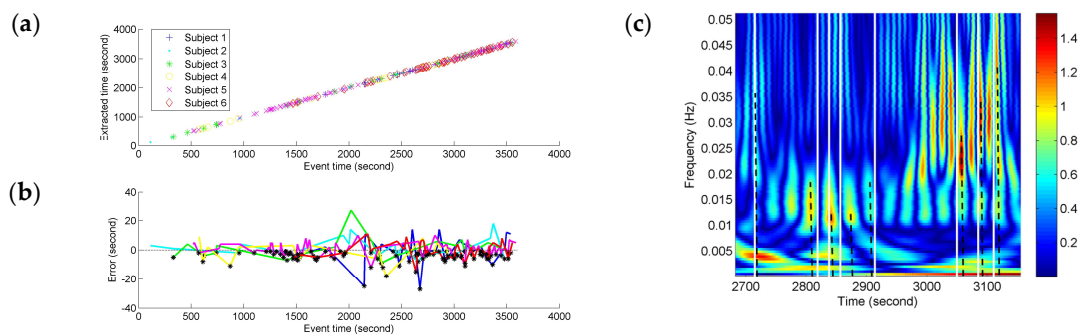 (a)
4000
3000
2000
1000
0
Extracted time (second)
Subject 1
Subject 2
Subject 3
Subject 4
Subject 5
Subject 6
0 500 1000 1500 2000 2500 3000 3500 4000
Event time (second)
(b)
40
20
0
-20
-40
Error (second)
0 500 1000 1500 2000 2500 3000 3500 4000
Event time (second)
(c)
0.05
0.045
0.04
0.035
0.03
0.025
0.02
0.015
0.01
0.005
Frequency (Hz)
2700 2800 2900 3000 3100
Time (second)
1.4
1.2
1
0.8
0.6
0.4
0.2